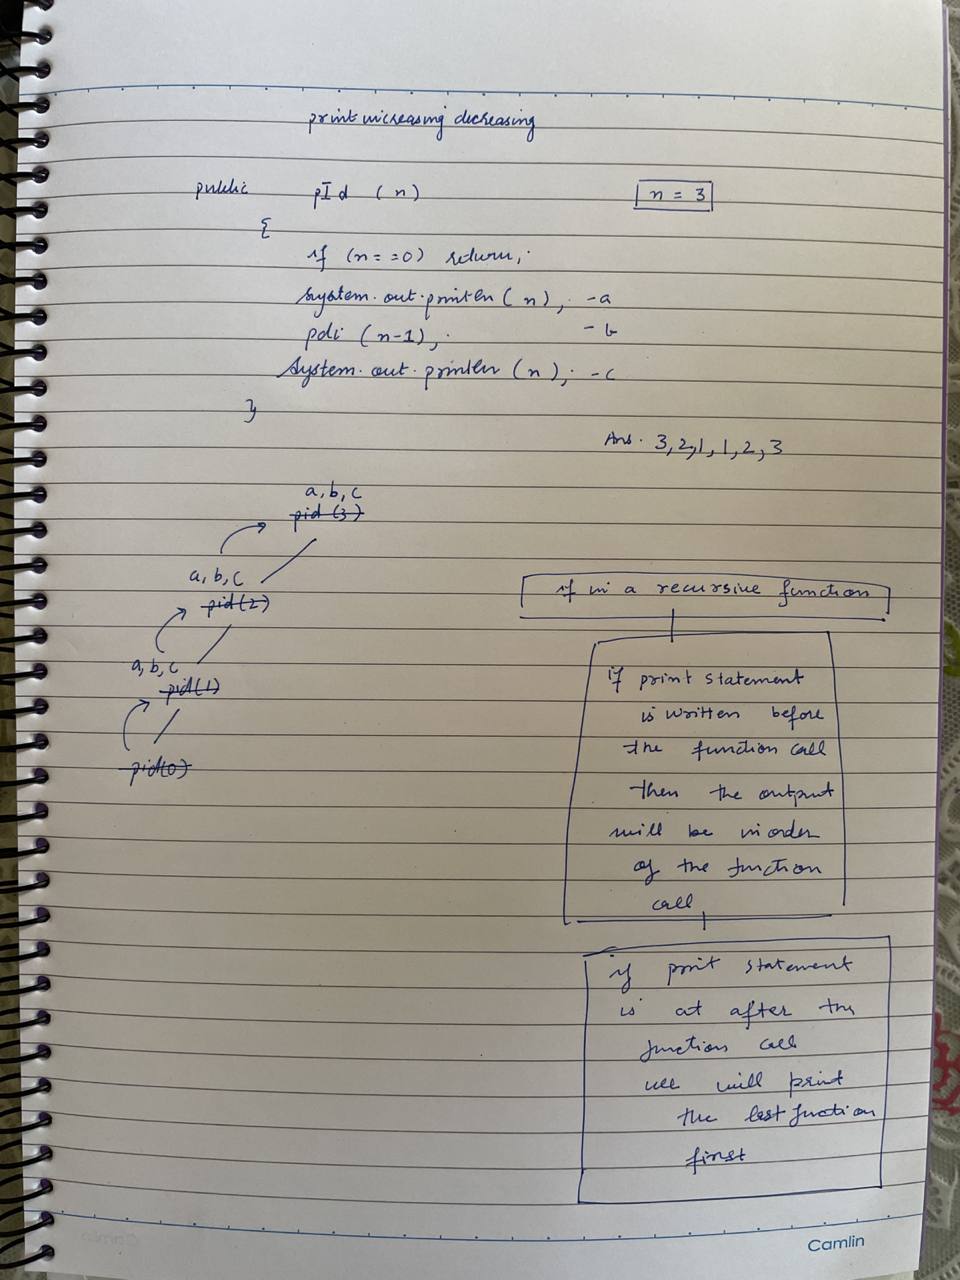 print increasing decreasing
public pId (n)
n = 3
{
if (n==0) return;
System.out.println(n); -a
pdi (n-1); -b
System.out.println(n); -c
}
Ans. 3,2,1,1,2,3
a,b,c
pid(3)
a,b,c
pid(2)
a,b,c
pid(1)
pid(0)
if in a recursive function
if print statement
is written before
the function call
then the output
will be in order
of the function
call
if print statement
is at after the
function call
we will print
the last function
first
Camlin